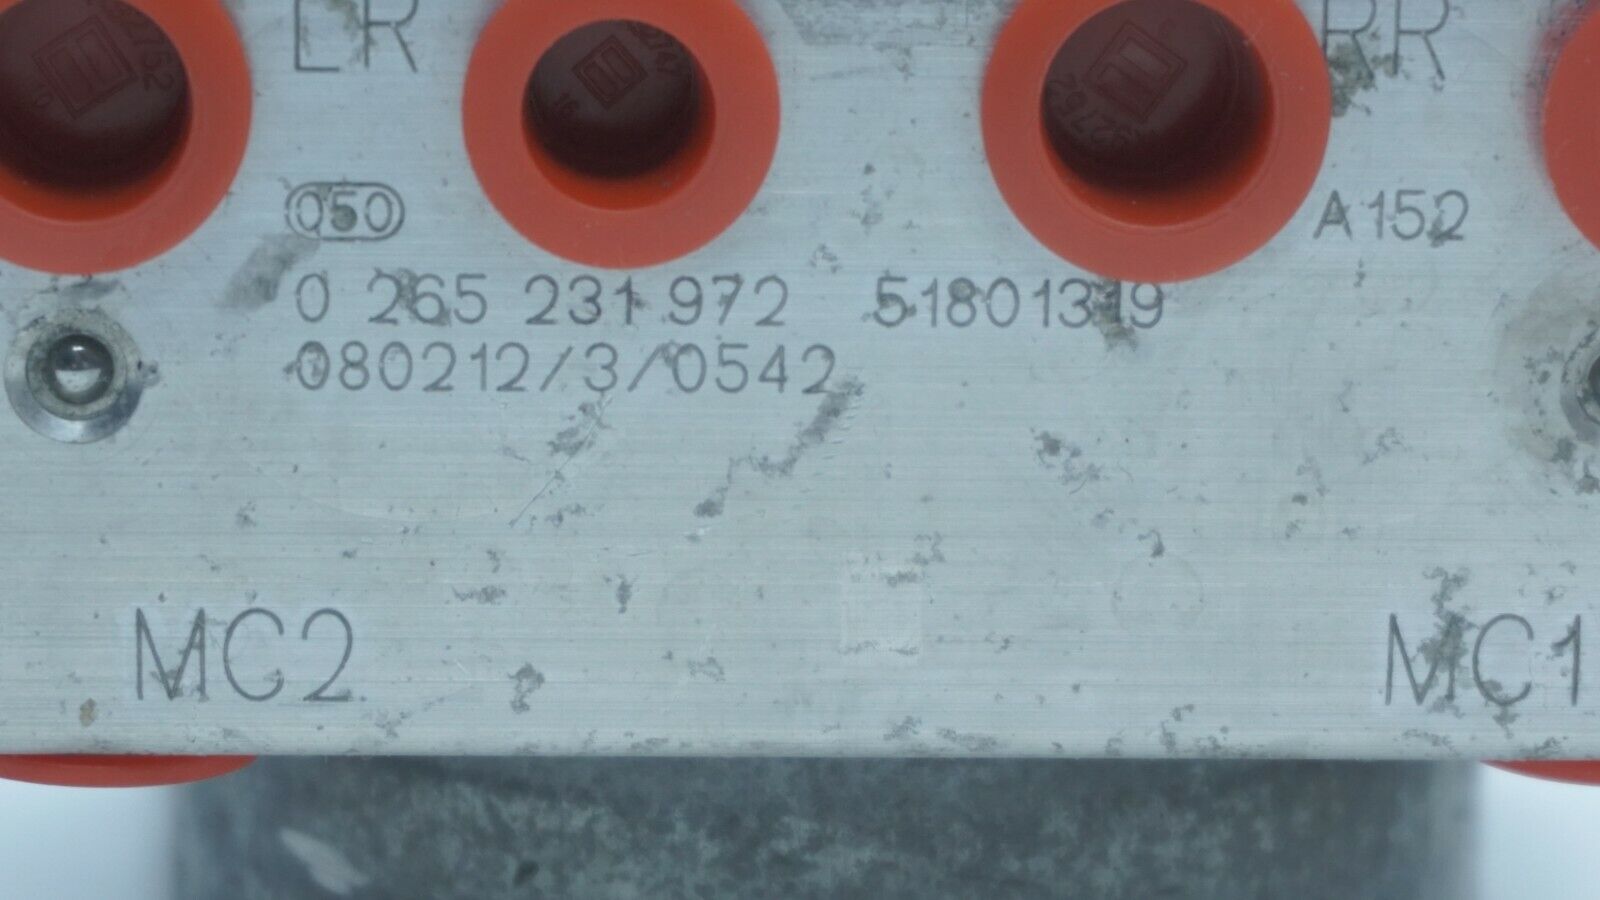 LR RR
050
A152
0 265 231 972 51801319
080212/3/0542
MC2 MC1